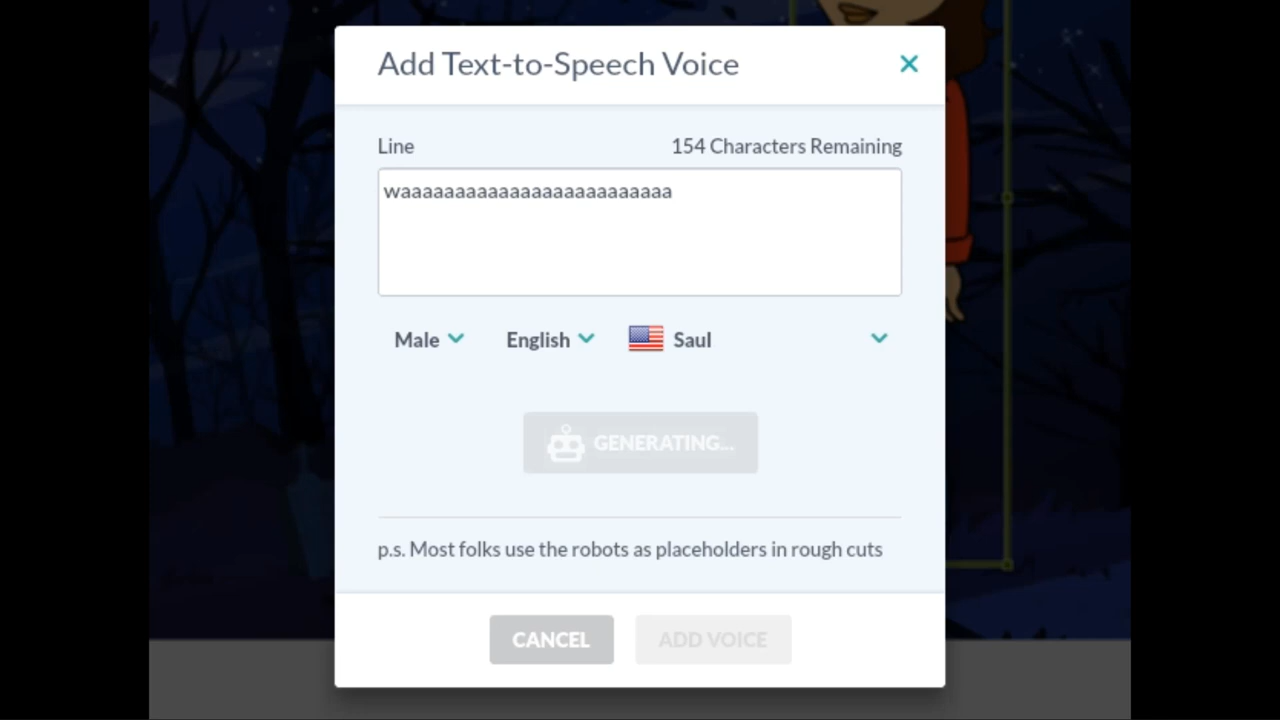 Add Text-to-Speech Voice
Line
154 Characters Remaining
waaaaaaaaaaaaaaaaaaaaaaaaa
Male
English
Saul
GENERATING...
p.s. Most folks use the robots as placeholders in rough cuts
CANCEL
ADD VOICE